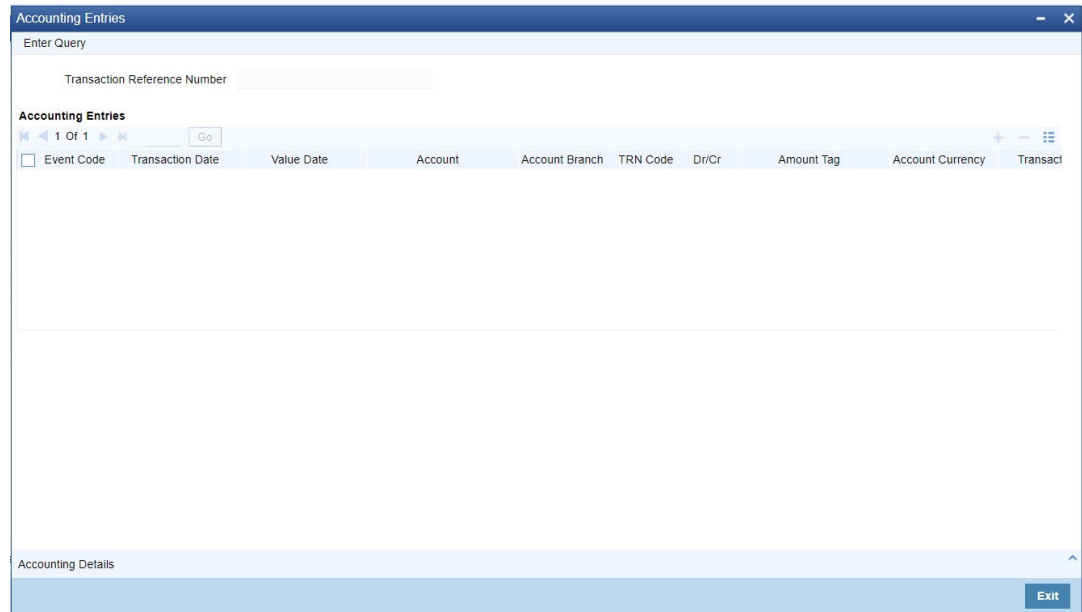 Accounting Entries
Enter Query
Transaction Reference Number
Accounting Entries
1 Of 1 Go
Event Code Transaction Date Value Date Account Account Branch TRN Code Dr/Cr Amount Tag Account Currency Transact
Accounting Details
Exit